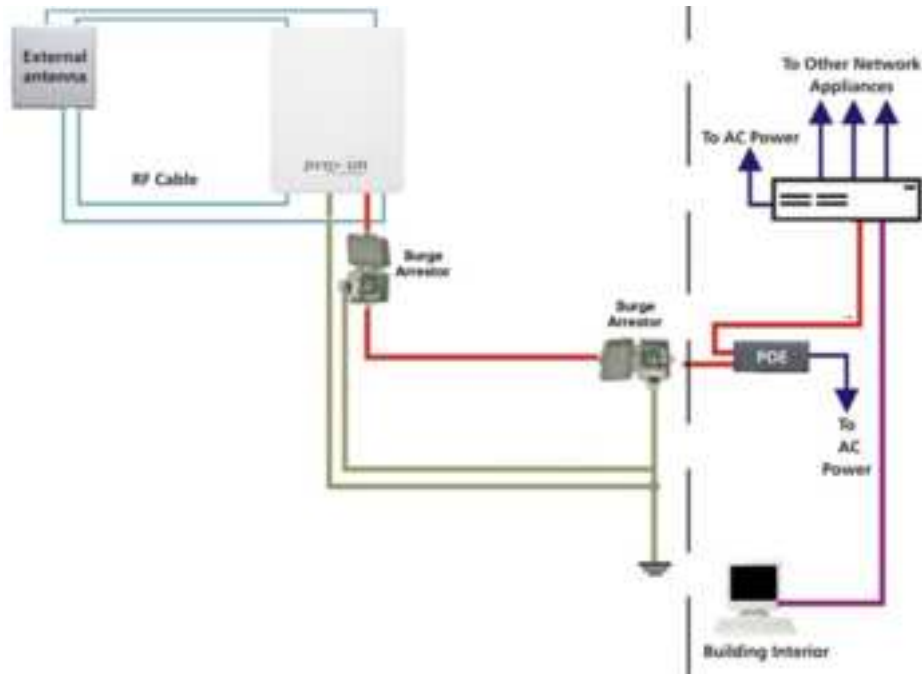 External
antenna
RF Cable
Surge
Arrestor
Surge
Arrestor
To Other Network
Appliances
To AC Power
POE
To
AC
Power
Building Interior